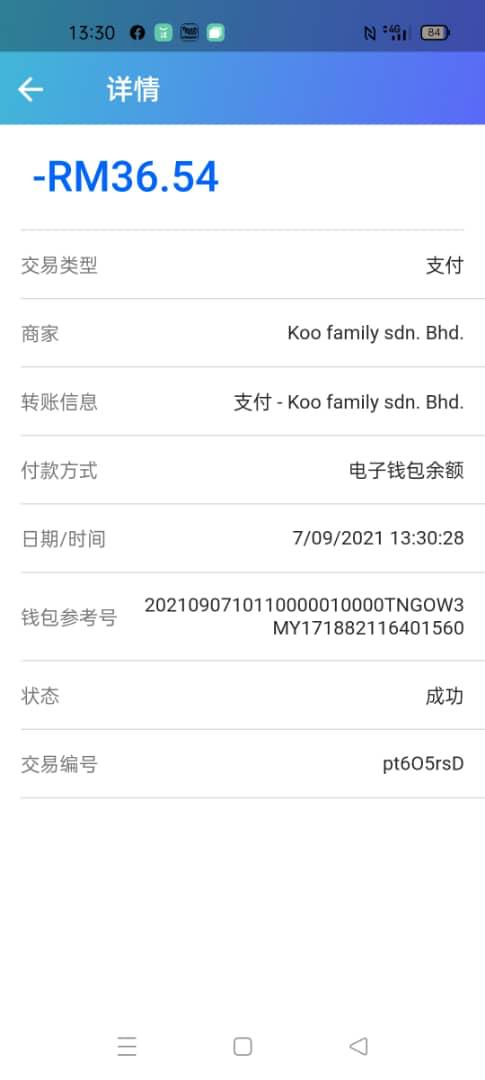 13:30
4G
84
详情
-RM36.54
交易类型
支付
商家
Koo family sdn. Bhd.
转账信息
支付 - Koo family sdn. Bhd.
付款方式
电子钱包余额
日期/时间
7/09/2021 13:30:28
钱包参考号
2021090710110000010000TNGOW3
MY171882116401560
状态
成功
交易编号
pt6O5rsD